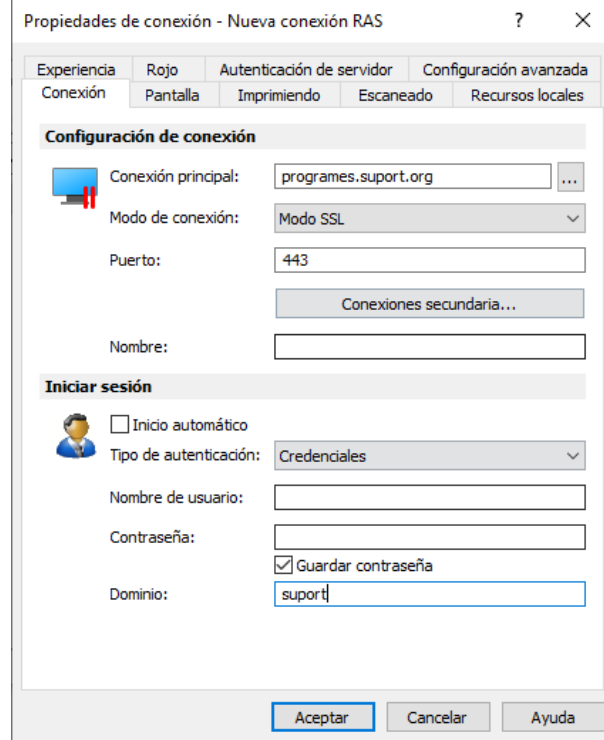 Propiedades de conexión - Nueva conexión RAS ? ✕
Experiencia Rojo Autenticación de servidor Configuración avanzada
Conexión Pantalla Imprimiendo Escaneado Recursos locales
Configuración de conexión
Conexión principal: programes.suport.org ...
Modo de conexión: Modo SSL
Puerto: 443
Conexiones secundaria...
Nombre:
Iniciar sesión
Inicio automático
Tipo de autenticación: Credenciales
Nombre de usuario:
Contraseña:
Guardar contraseña
Dominio: suport
Aceptar Cancelar Ayuda